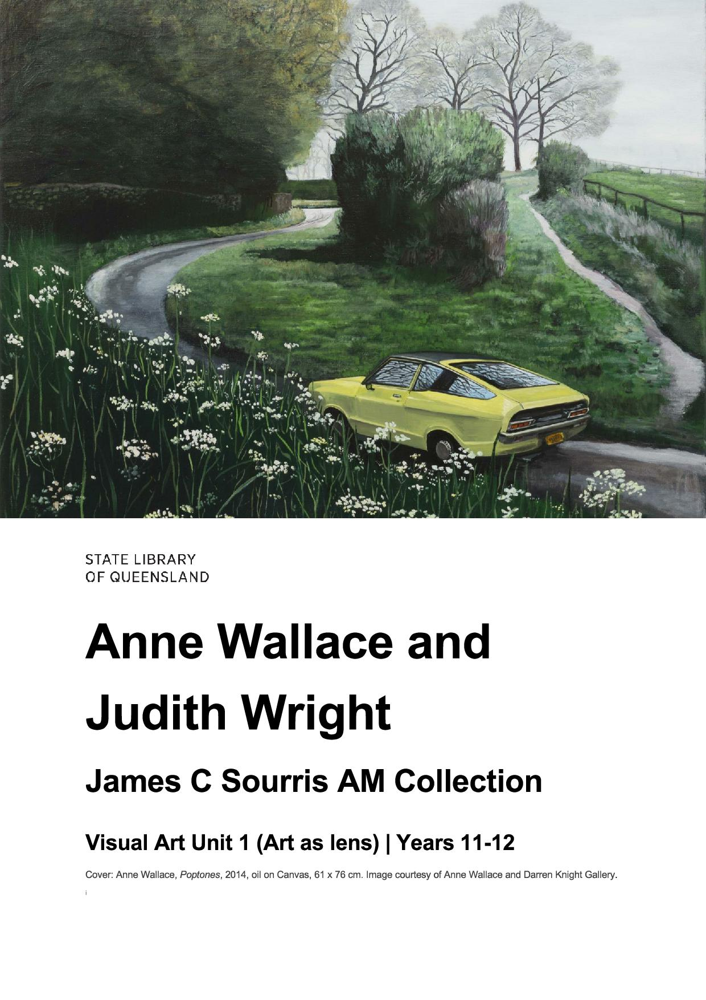 STATE LIBRARY
OF QUEENSLAND
Anne Wallace and
Judith Wright
James C Sourris AM Collection
Visual Art Unit 1 (Art as lens) | Years 11-12
Cover: Anne Wallace, Poptones, 2014, oil on Canvas, 61 x 76 cm. Image courtesy of Anne Wallace and Darren Knight Gallery.
i